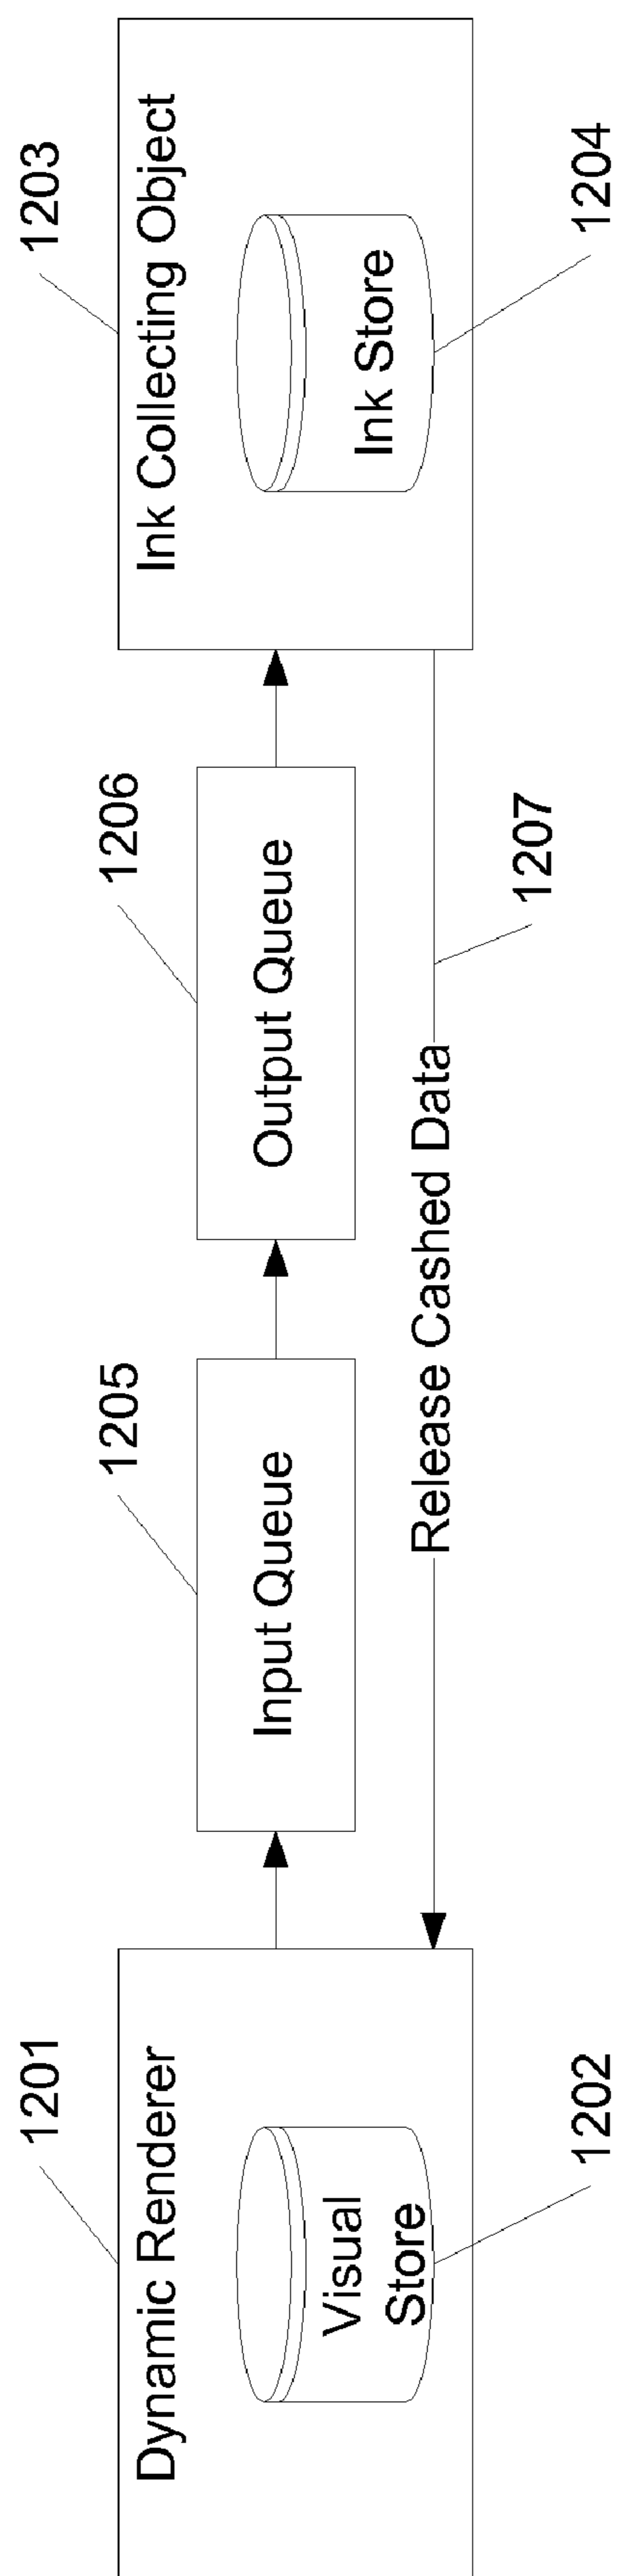 1201
Dynamic Renderer
Visual
Store
1202
1205
Input Queue
1206
Output Queue
Release Cashed Data
1207
1203
Ink Collecting Object
Ink Store
1204